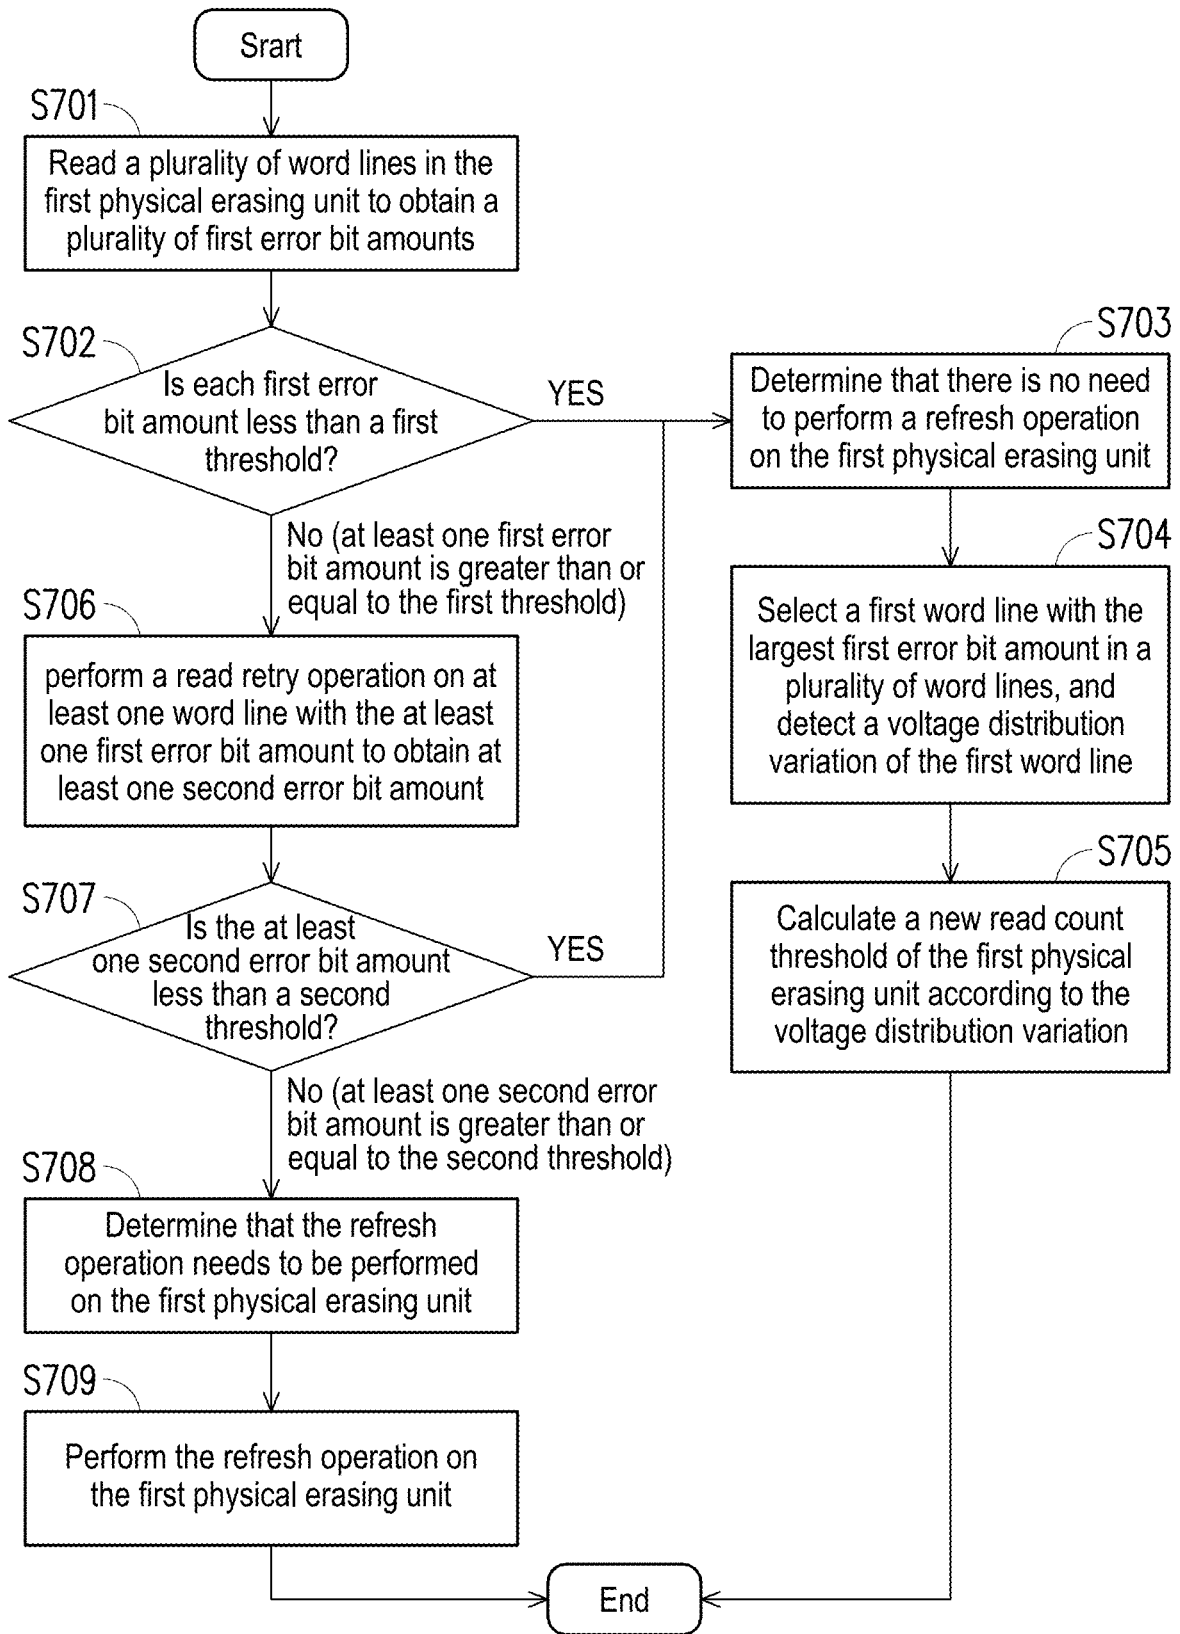 Srart
S701
Read a plurality of word lines in the
first physical erasing unit to obtain a
plurality of first error bit amounts
S702
Is each first error
bit amount less than a first
threshold?
YES
No (at least one first error
bit amount is greater than or
equal to the first threshold)
S703
Determine that there is no need
to perform a refresh operation
on the first physical erasing unit
S704
Select a first word line with the
largest first error bit amount in a
plurality of word lines, and
detect a voltage distribution
variation of the first word line
S705
Calculate a new read count
threshold of the first physical
erasing unit according to the
voltage distribution variation
S706
perform a read retry operation on at
least one word line with the at least
one first error bit amount to obtain at
least one second error bit amount
S707
Is the at least
one second error bit amount
less than a second
threshold?
YES
No (at least one second error
bit amount is greater than or
equal to the second threshold)
S708
Determine that the refresh
operation needs to be performed
on the first physical erasing unit
S709
Perform the refresh operation on
the first physical erasing unit
End